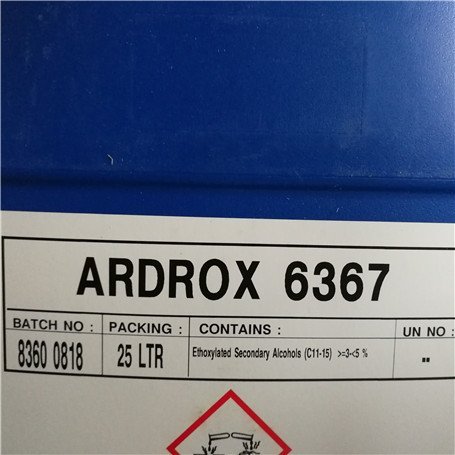 ARDROX 6367
BATCH NO : PACKING : CONTAINS : UN NO :
8360 0818 25 LTR Ethoxylated Secondary Alcohols (C11-15) >=3-<5 % --